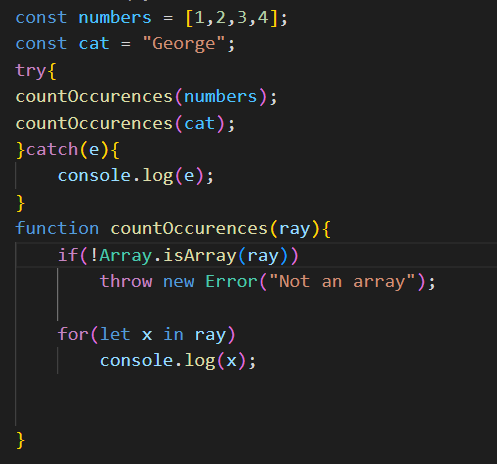 const numbers = [1,2,3,4];
const cat = "George";
try{
countOccurences(numbers);
countOccurences(cat);
}catch(e){
    console.log(e);
}
function countOccurences(ray){
    if(!Array.isArray(ray))
        throw new Error("Not an array");
    for(let x in ray)
        console.log(x);
}